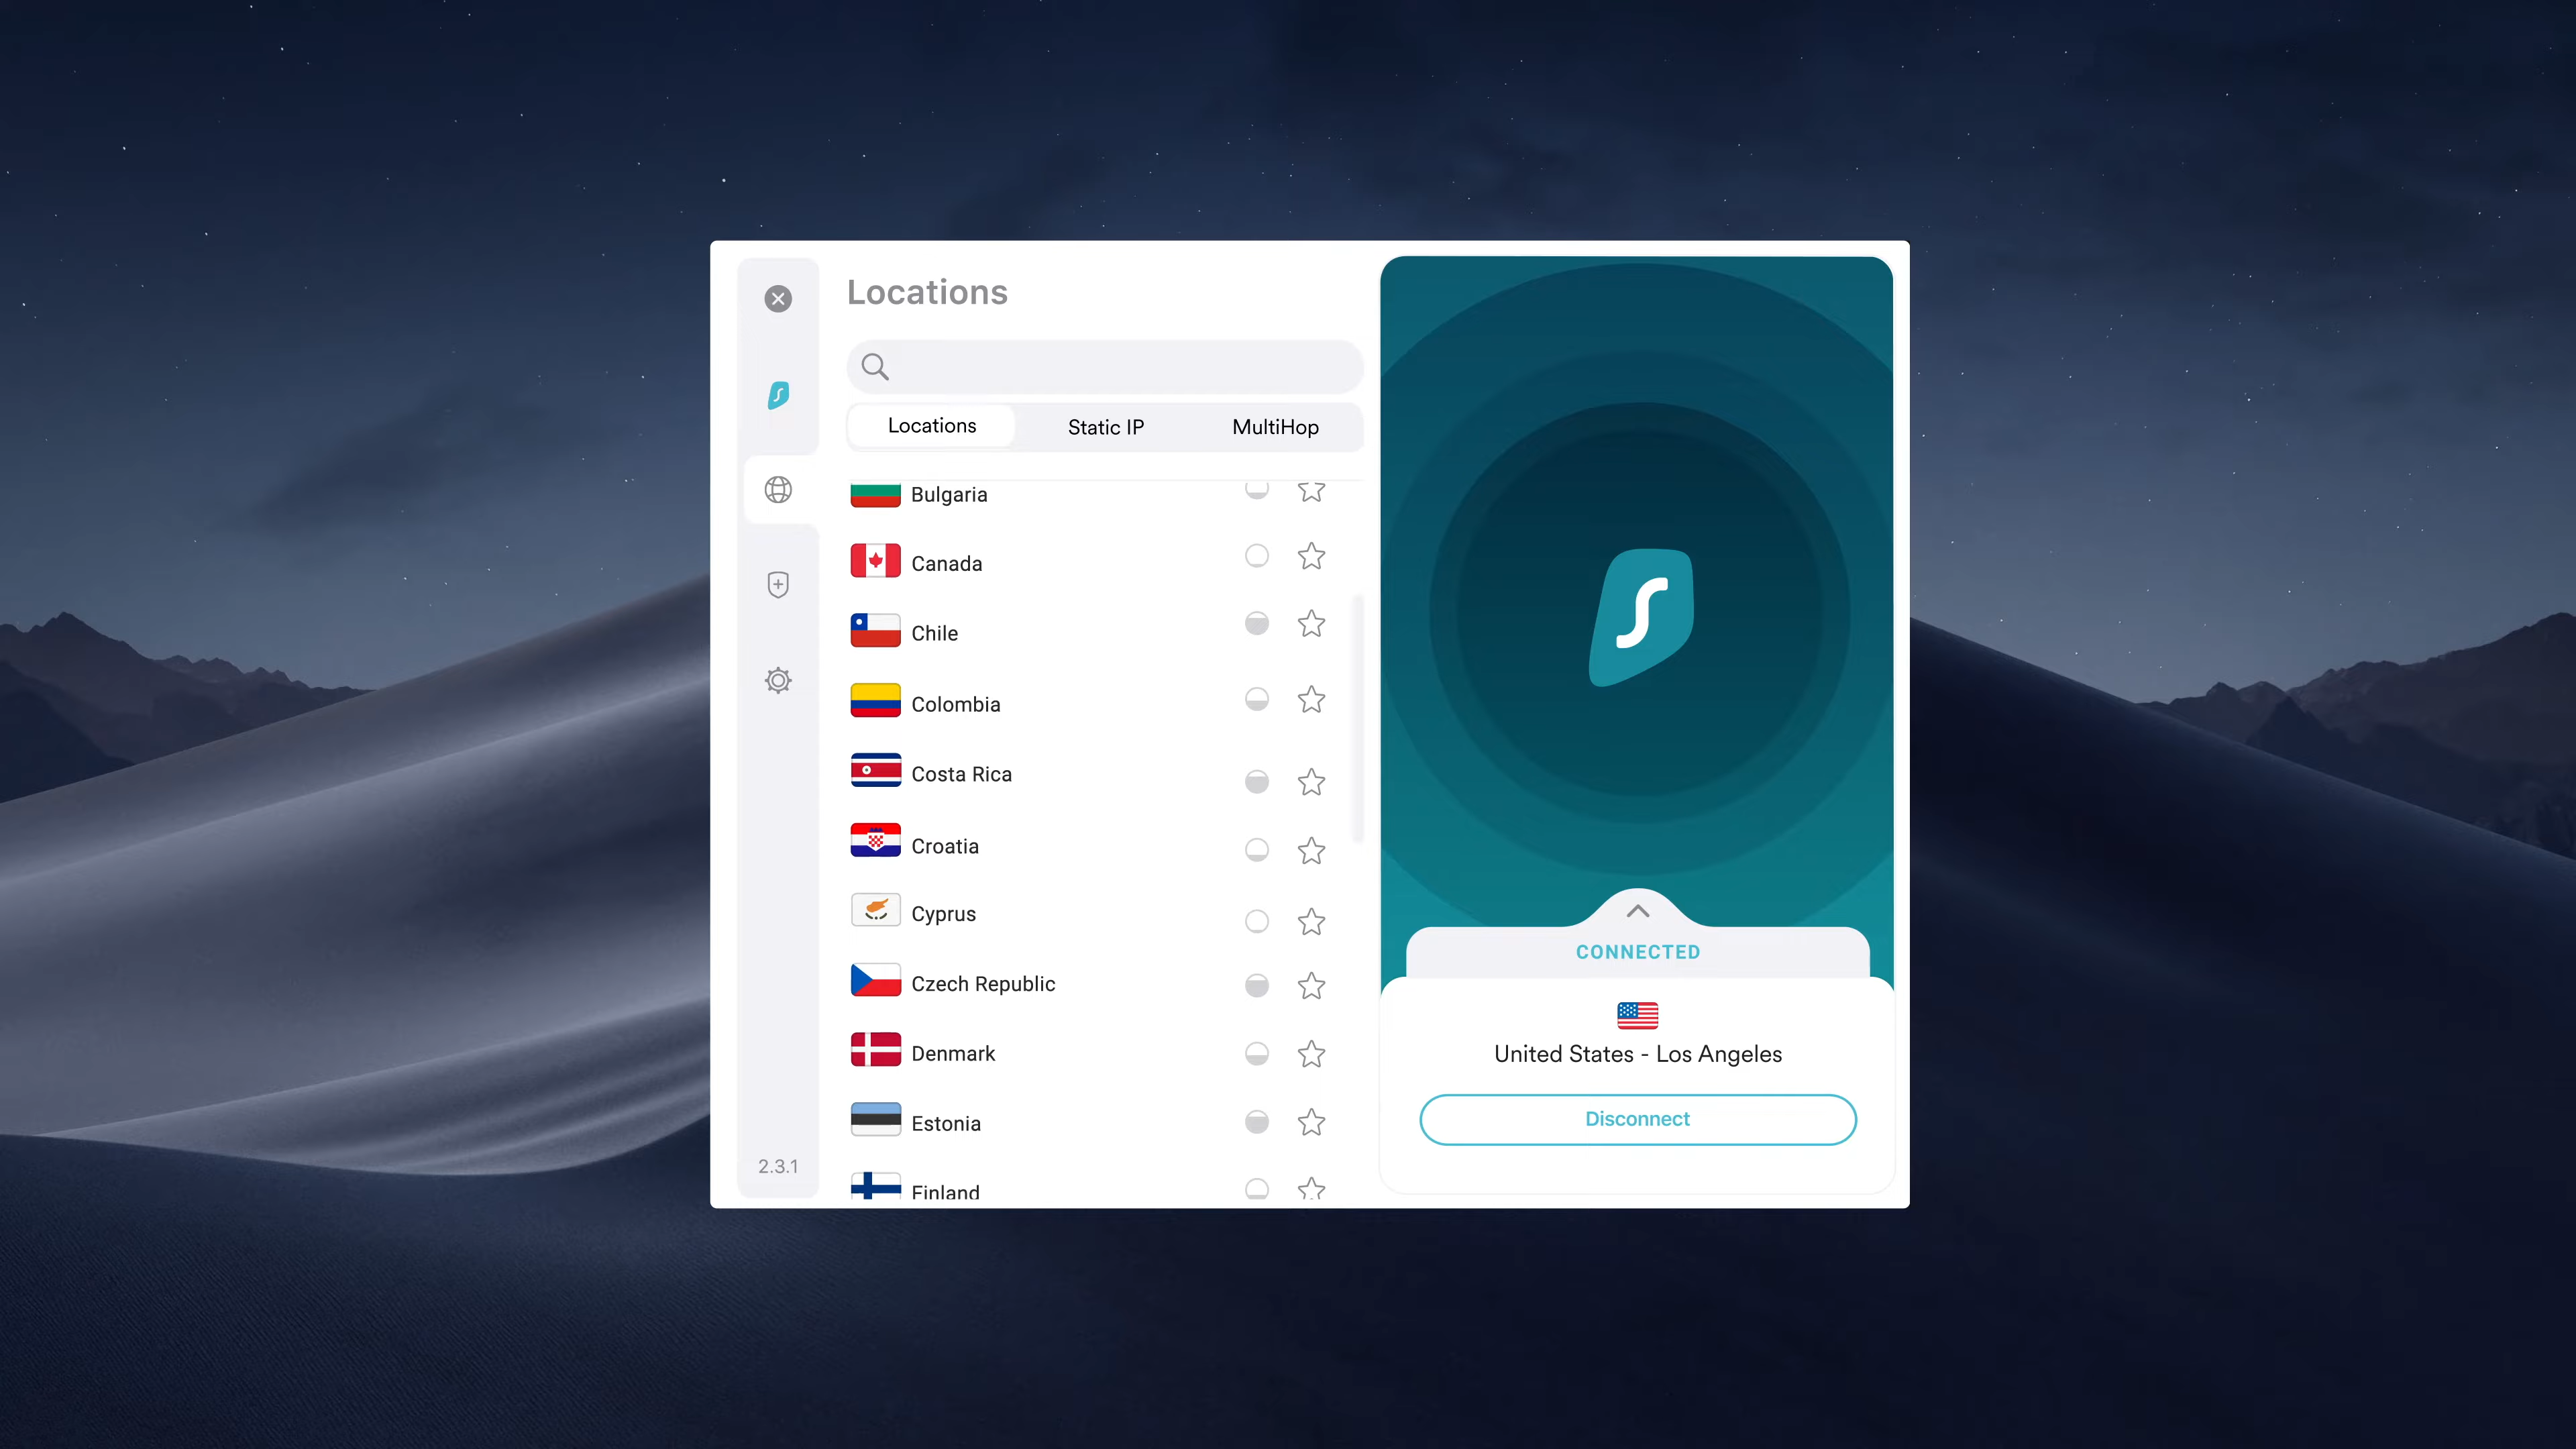 Locations
Locations
Static IP
MultiHop
Bulgaria
Canada
Chile
Colombia
Costa Rica
Croatia
Cyprus
Czech Republic
Denmark
Estonia
Finland
2.3.1
CONNECTED
United States - Los Angeles
Disconnect